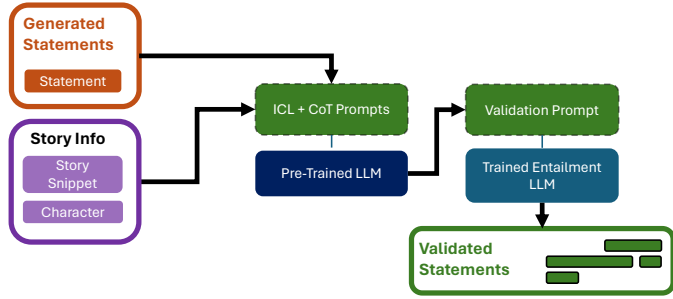 Generated
Statements
Statement
Story Info
Story
Snippet
Character
ICL + CoT Prompts
Pre-Trained LLM
Validation Prompt
Trained Entailment
LLM
Validated
Statements